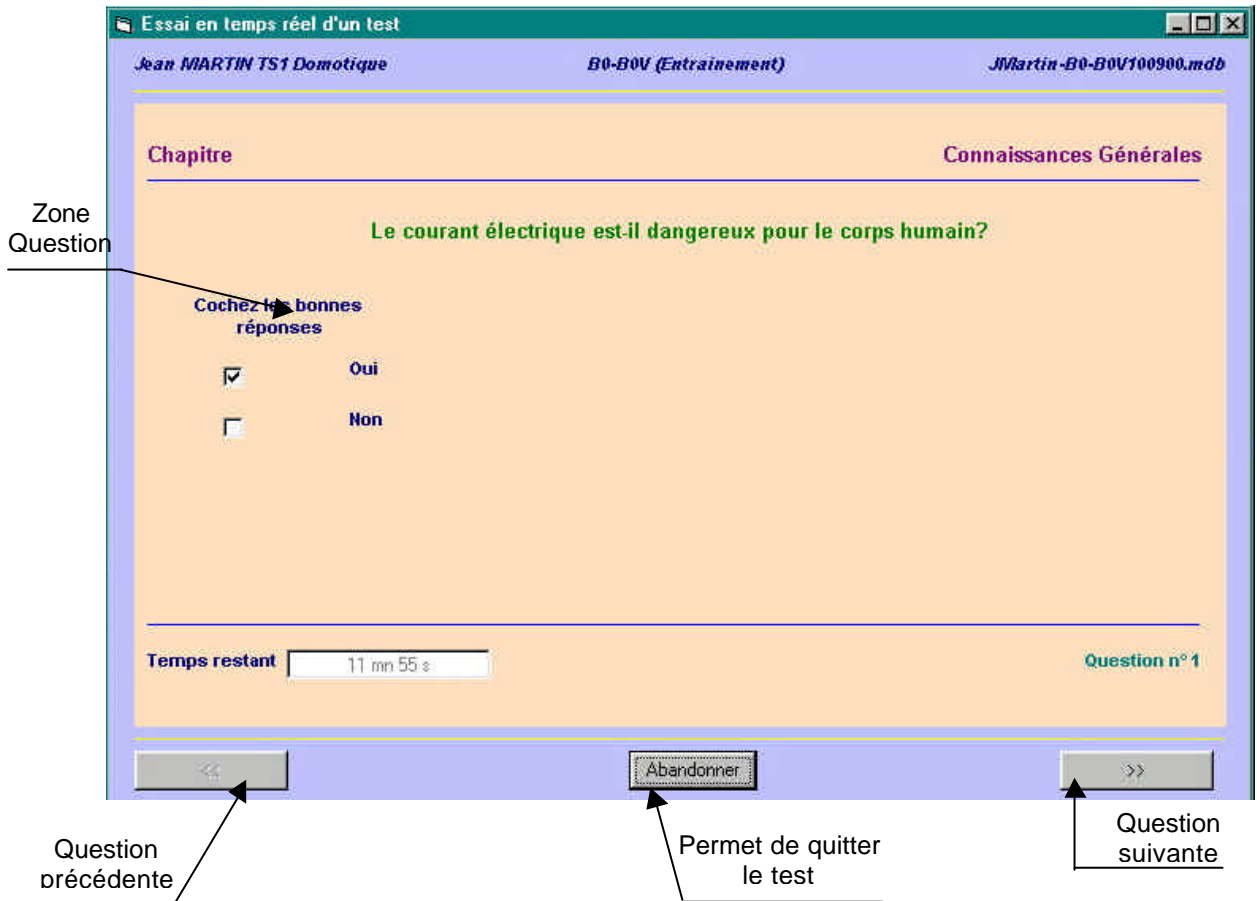 Essai en temps réel d'un test
Jean MARTIN TS1 Domotique B0-B0V (Entrainement) JMartin-B0-B0V100900.mdb
Chapitre Connaissances Générales
Zone
Question
Le courant électrique est-il dangereux pour le corps humain?
Cochez les bonnes
réponses
Oui
Non
Temps restant 11 mn 55 s Question n° 1
<< Abandonner >>
Question
précédente
Permet de quitter
le test
Question
suivante